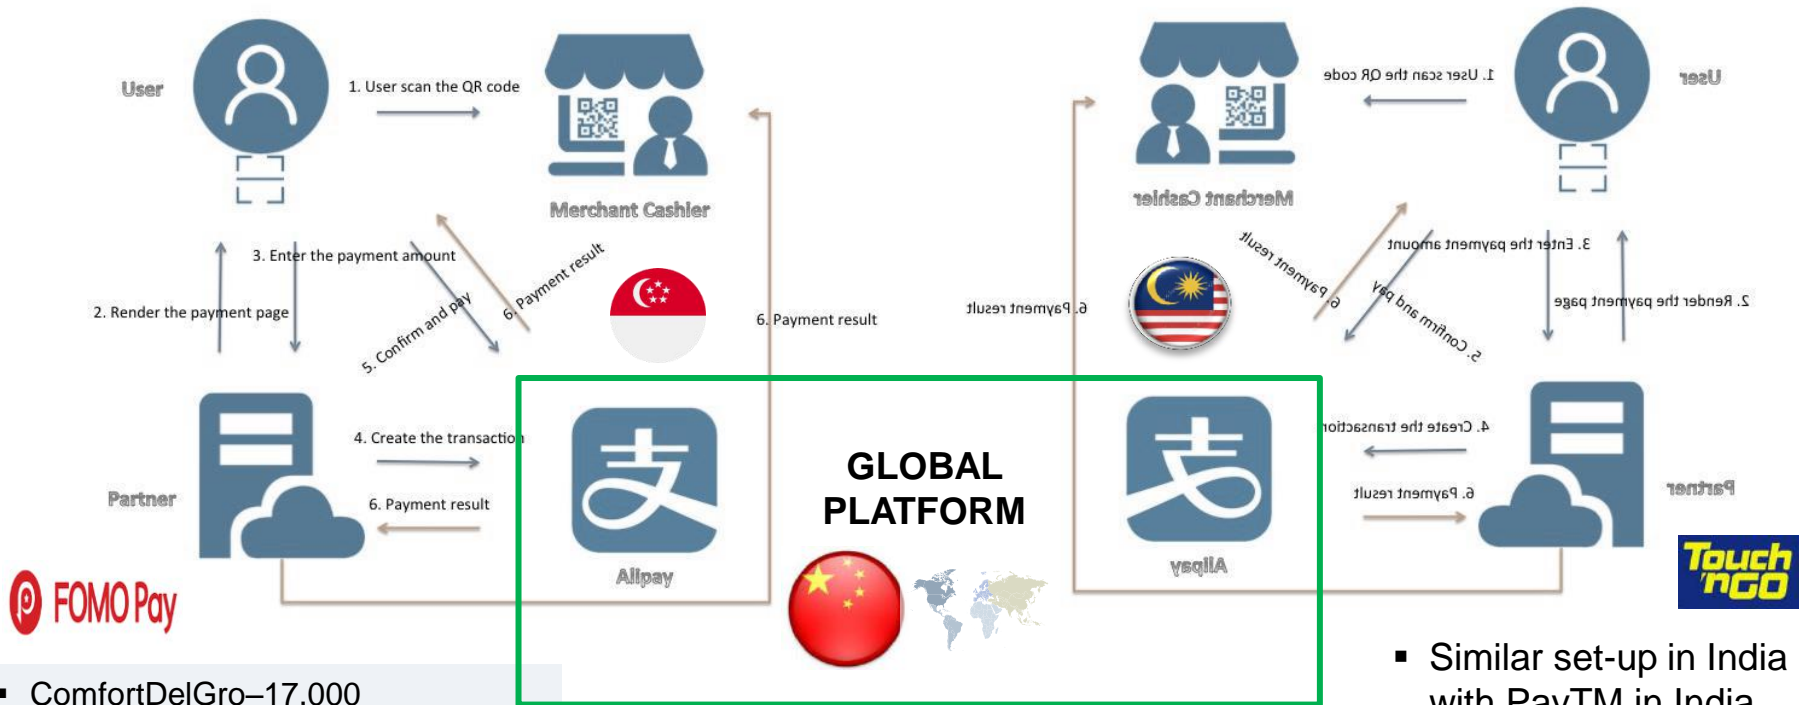 User
1. User scan the QR code
Merchant Cashier
3. Enter the payment amount
2. Render the payment page
5. Confirm and pay
6. Payment result
6. Payment result
Partner
4. Create the transaction
6. Payment result
Alipay
FOMO Pay
GLOBAL
PLATFORM
1. User scan the QR code
User
Merchant Cashier
3. Enter the payment amount
2. Render the payment page
5. Confirm and pay
6. Payment result
6. Payment result
4. Create the transaction
6. Payment result
Partner
Alipay
Touch
'nGO
支
支
▪ ComfortDelGro–17,000
▪ Similar set-up in India
with PayTM in India